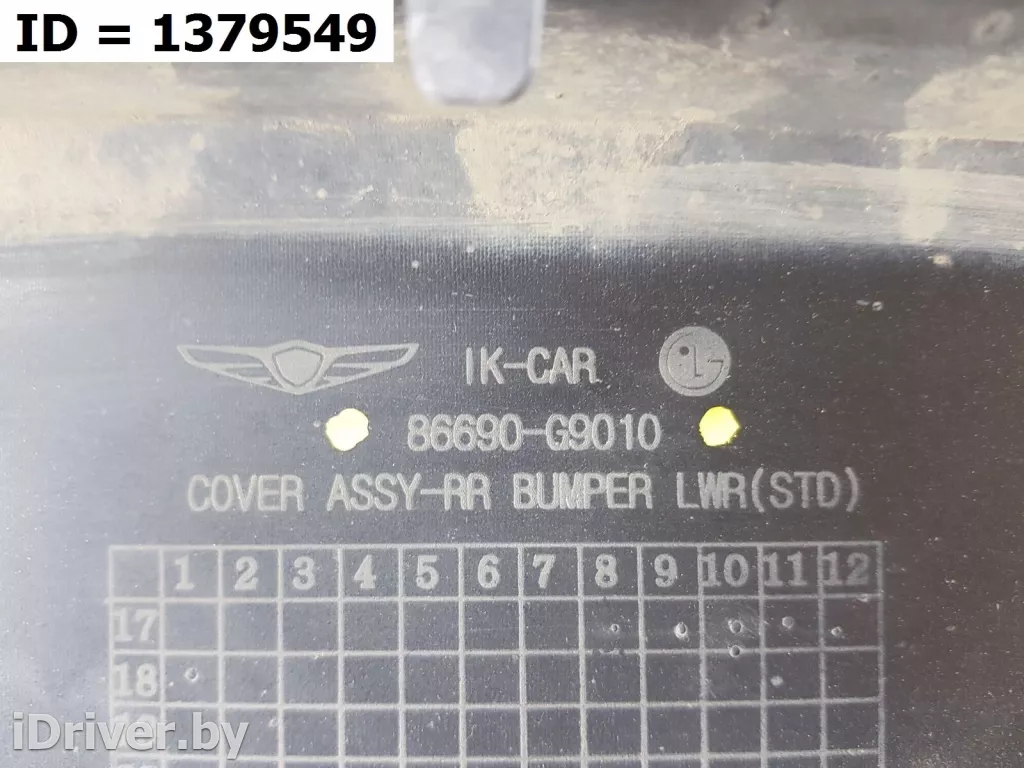 ID = 1379549
IK-CAR LG
86690-G9010
COVER ASSY-RR BUMPER LWR(STD)
1 2 3 4 5 6 7 8 9 10 11 12
17
18
iDriver.by